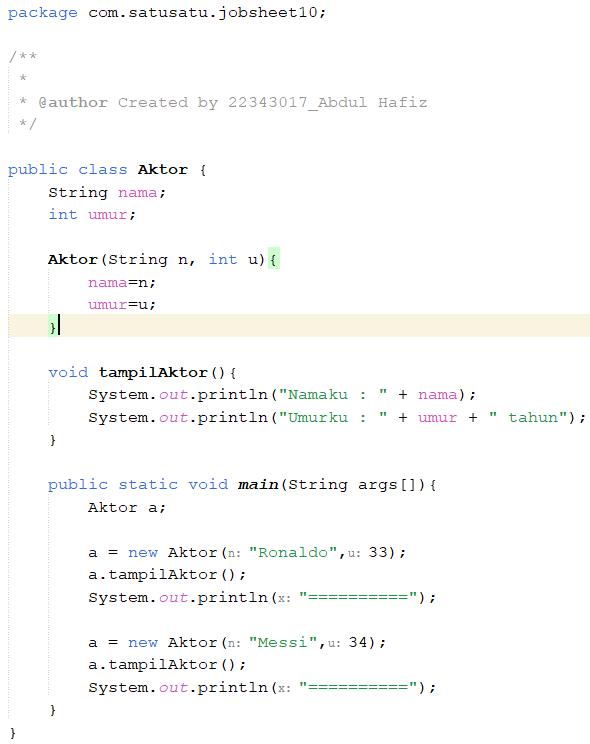 package com.satusatu.jobsheet10;
/**
 *
 * @author Created by 22343017_Abdul Hafiz
 */
public class Aktor {
    String nama;
    int umur;
    Aktor(String n, int u){
        nama=n;
        umur=u;
    }
    void tampilAktor(){
        System.out.println("Namaku : " + nama);
        System.out.println("Umurku : " + umur + " tahun");
    }
    public static void main(String args[]){
        Aktor a;
        a = new Aktor(n: "Ronaldo",u: 33);
        a.tampilAktor();
        System.out.println(x: "==========");
        a = new Aktor(n: "Messi",u: 34);
        a.tampilAktor();
        System.out.println(x: "==========");
    }
}